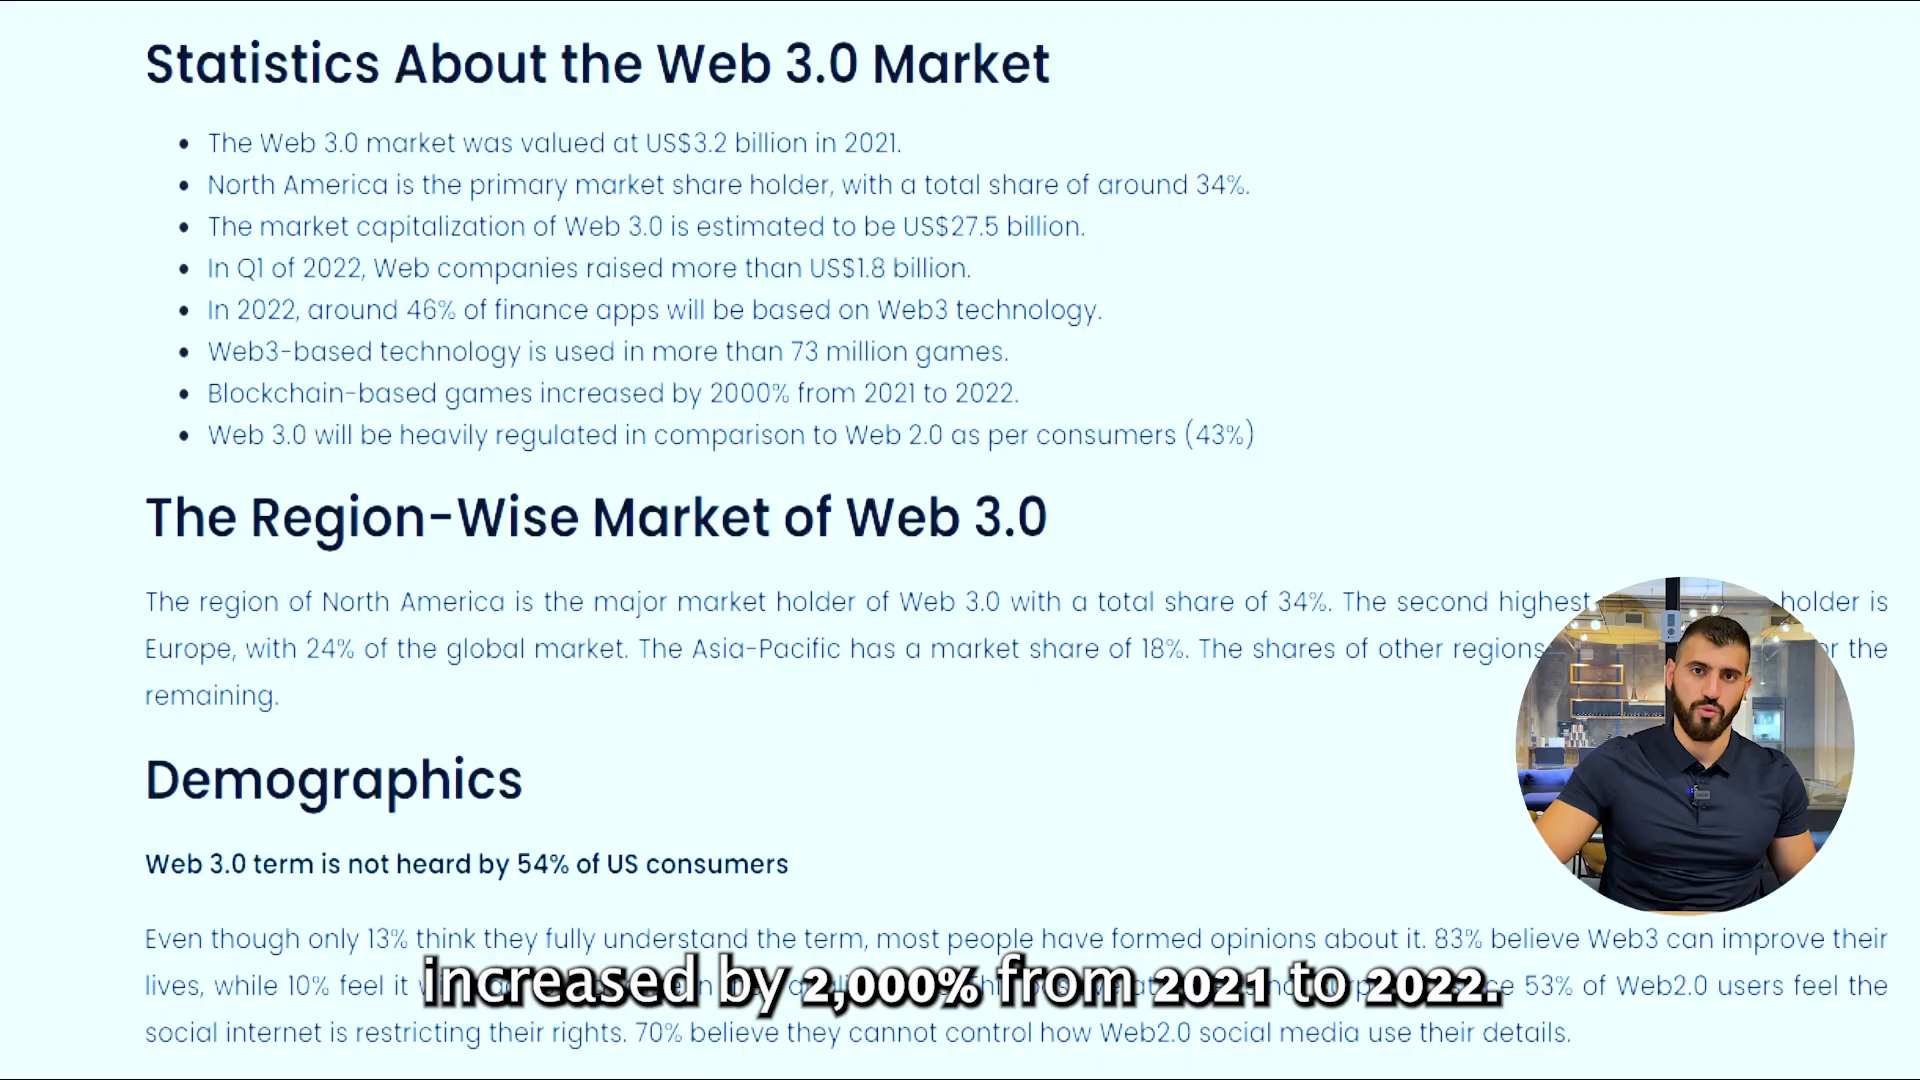 Statistics About the Web 3.0 Market
• The Web 3.0 market was valued at US$3.2 billion in 2021.
• North America is the primary market share holder, with a total share of around 34%.
• The market capitalization of Web 3.0 is estimated to be US$27.5 billion.
• In Q1 of 2022, Web companies raised more than US$1.8 billion.
• In 2022, around 46% of finance apps will be based on Web3 technology.
• Web3-based technology is used in more than 73 million games.
• Blockchain-based games increased by 2000% from 2021 to 2022.
• Web 3.0 will be heavily regulated in comparison to Web 2.0 as per consumers (43%)
The Region-Wise Market of Web 3.0
The region of North America is the major market holder of Web 3.0 with a total share of 34%. The second highest holder is
Europe, with 24% of the global market. The Asia-Pacific has a market share of 18%. The shares of other regions the
remaining.
Demographics
Web 3.0 term is not heard by 54% of US consumers
Even though only 13% think they fully understand the term, most people have formed opinions about it. 83% believe Web3 can improve their
lives, while 10% feel it 53% of Web2.0 users feel the
increased by 2,000% from 2021 to 2022.
social internet is restricting their rights. 70% believe they cannot control how Web2.0 social media use their details.